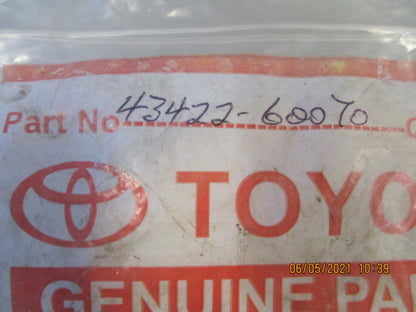 Part No 43422-60070
TOYO
GENUINE PA
06/05/2021 10:39